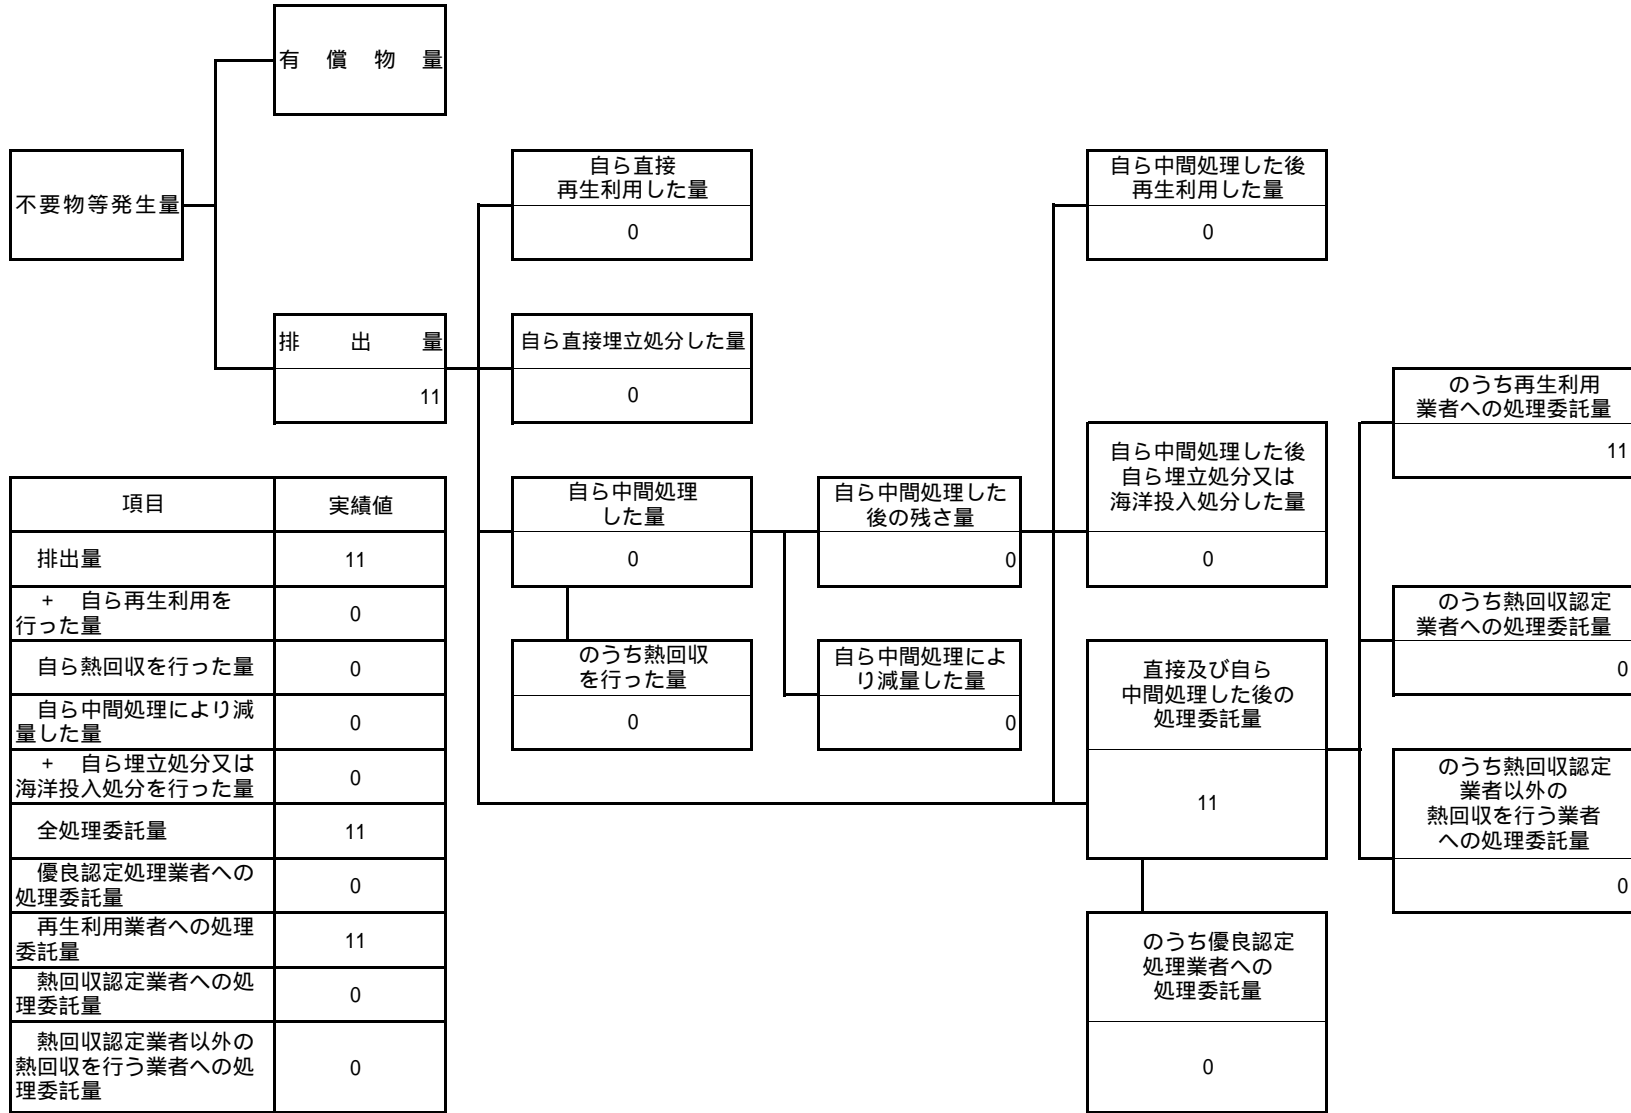 有 償 物 量
不要物等発生量
排 出 量
11
自ら直接
再生利用した量
0
自ら直接埋立処分した量
0
自ら中間処理
した量
0
のうち熱回収
を行った量
0
自ら中間処理した
後の残さ量
0
自ら中間処理によ
り減量した量
0
自ら中間処理した後
再生利用した量
0
自ら中間処理した後
自ら埋立処分又は
海洋投入処分した量
0
直接及び自ら
中間処理した後の
処理委託量
11
のうち優良認定
処理業者への
処理委託量
0
のうち再生利用
業者への処理委託量
11
のうち熱回収認定
業者への処理委託量
0
のうち熱回収認定
業者以外の
熱回収を行う業者
への処理委託量
0
項目 実績値
排出量 11
+ 自ら再生利用を
行った量 0
自ら熱回収を行った量 0
自ら中間処理により減
量した量 0
+ 自ら埋立処分又は
海洋投入処分を行った量 0
全処理委託量 11
優良認定処理業者への
処理委託量 0
再生利用業者への処理
委託量 11
熱回収認定業者への処
理委託量 0
熱回収認定業者以外の
熱回収を行う業者への処
理委託量 0